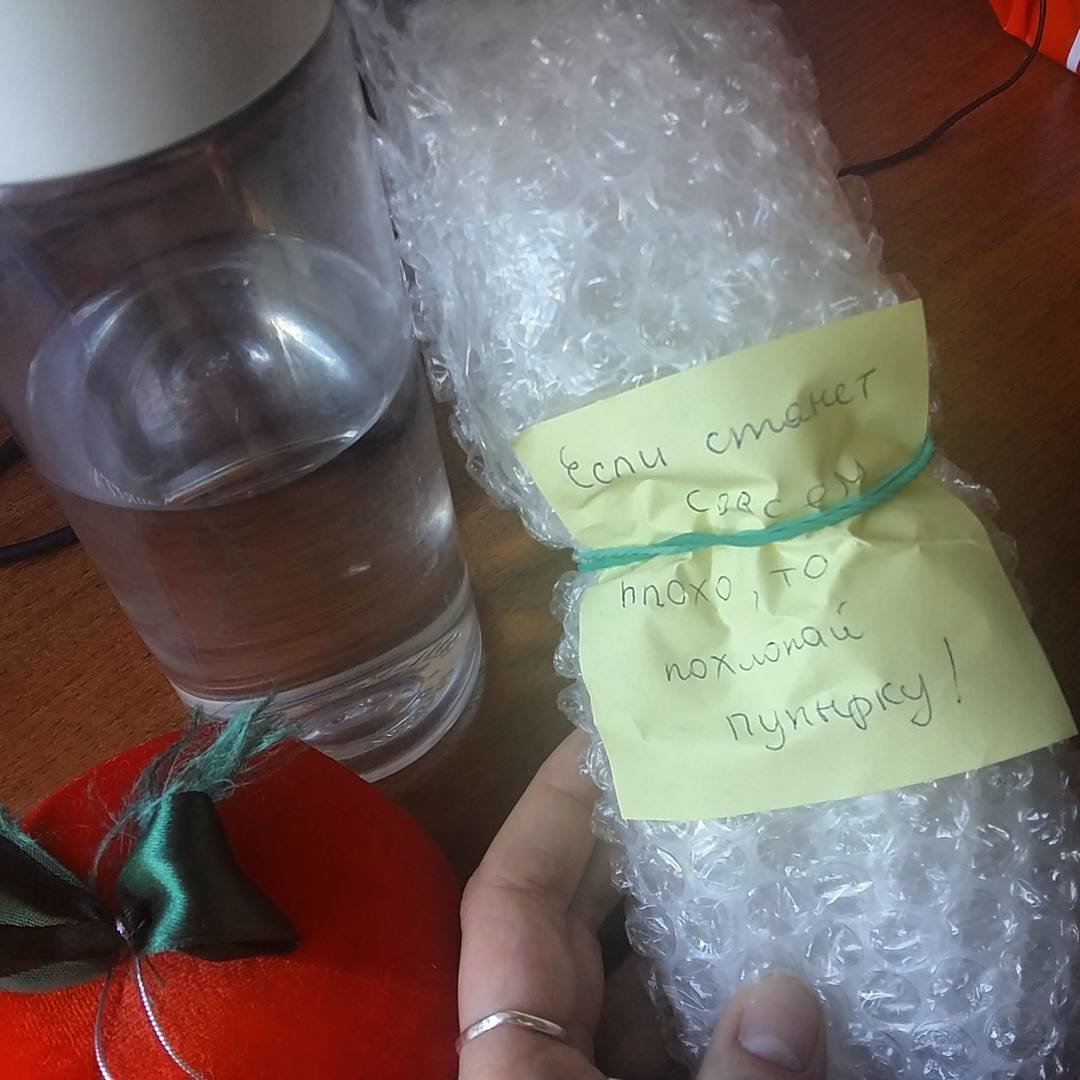 Если станет
совсем
плохо, то
похлопай
пупырку!